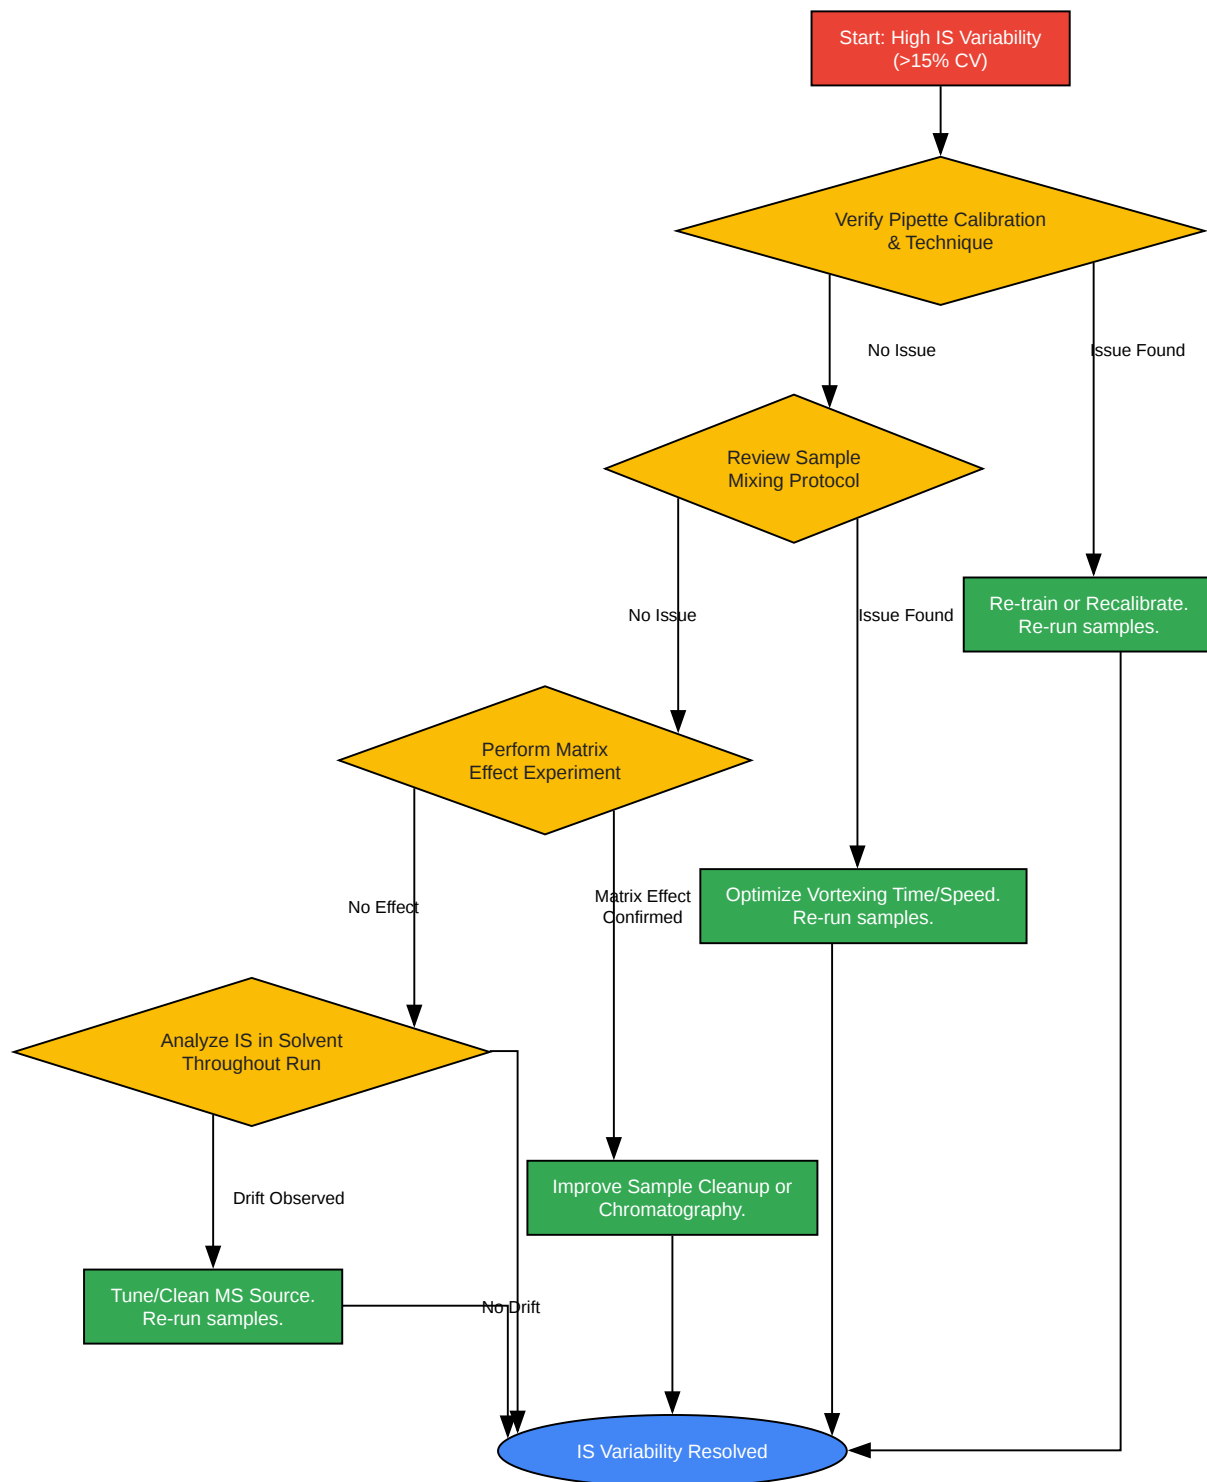 Start: High IS Variability
(>15% CV)
Verify Pipette Calibration
& Technique
No Issue
Issue Found
Review Sample
Mixing Protocol
No Issue
Issue Found
Re-train or Recalibrate.
Re-run samples.
Perform Matrix
Effect Experiment
No Effect
Matrix Effect
Confirmed
Optimize Vortexing Time/Speed.
Re-run samples.
Analyze IS in Solvent
Throughout Run
Drift Observed
Improve Sample Cleanup or
Chromatography.
Tune/Clean MS Source.
Re-run samples.
No Drift
IS Variability Resolved